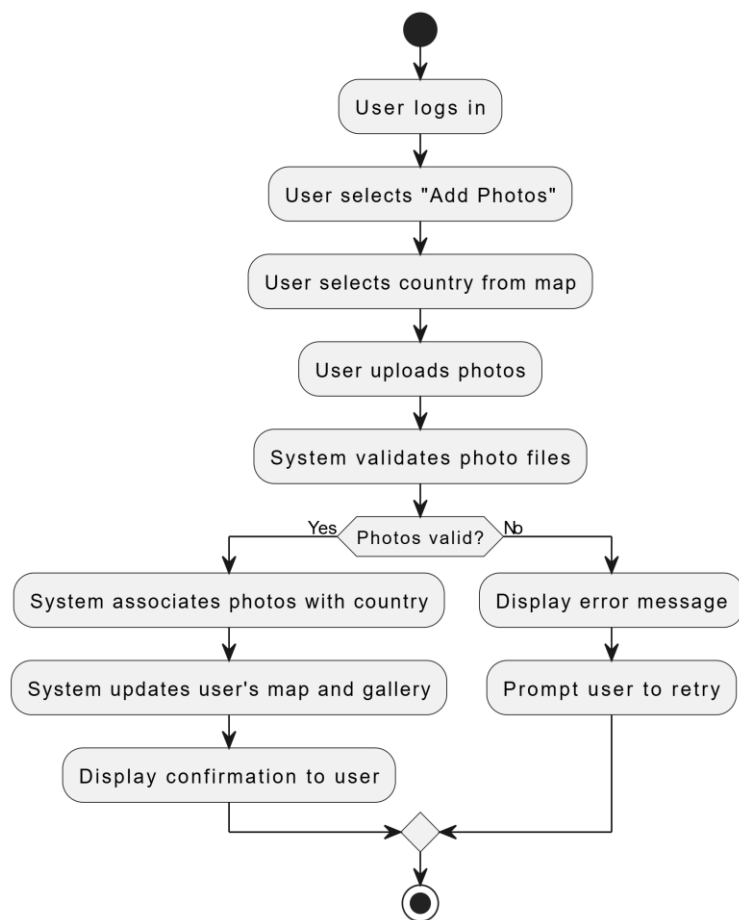 User logs in
User selects "Add Photos"
User selects country from map
User uploads photos
System validates photo files
Yes
Photos valid?
No
System associates photos with country
Display error message
System updates user's map and gallery
Prompt user to retry
Display confirmation to user